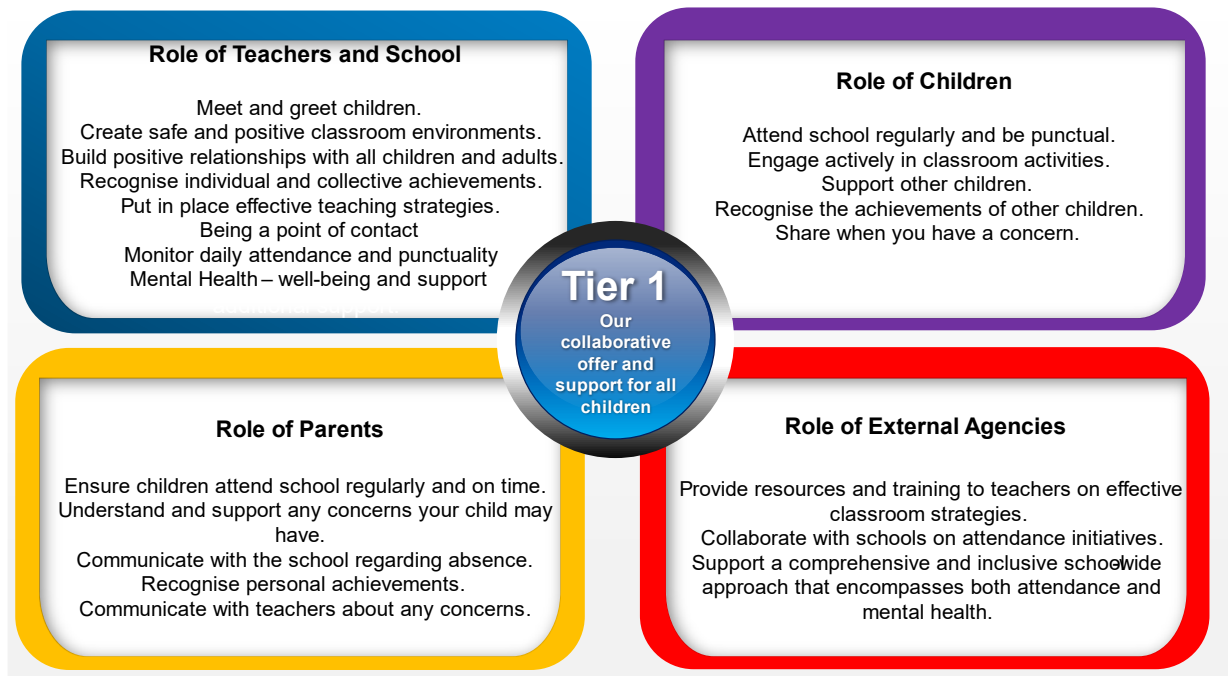 Role of Teachers and School
Meet and greet children.
Create safe and positive classroom environments.
Build positive relationships with all children and adults.
Recognise individual and collective achievements.
Put in place effective teaching strategies.
Being a point of contact
Monitor daily attendance and punctuality
Mental Health – well-being and support
additional support.
Role of Children
Attend school regularly and be punctual.
Engage actively in classroom activities.
Support other children.
Recognise the achievements of other children.
Share when you have a concern.
Tier 1
Our
collaborative
offer and
support for all
children
Role of Parents
Ensure children attend school regularly and on time.
Understand and support any concerns your child may
have.
Communicate with the school regarding absence.
Recognise personal achievements.
Communicate with teachers about any concerns.
Role of External Agencies
Provide resources and training to teachers on effective
classroom strategies.
Collaborate with schools on attendance initiatives.
Support a comprehensive and inclusive school-wide
approach that encompasses both attendance and
mental health.